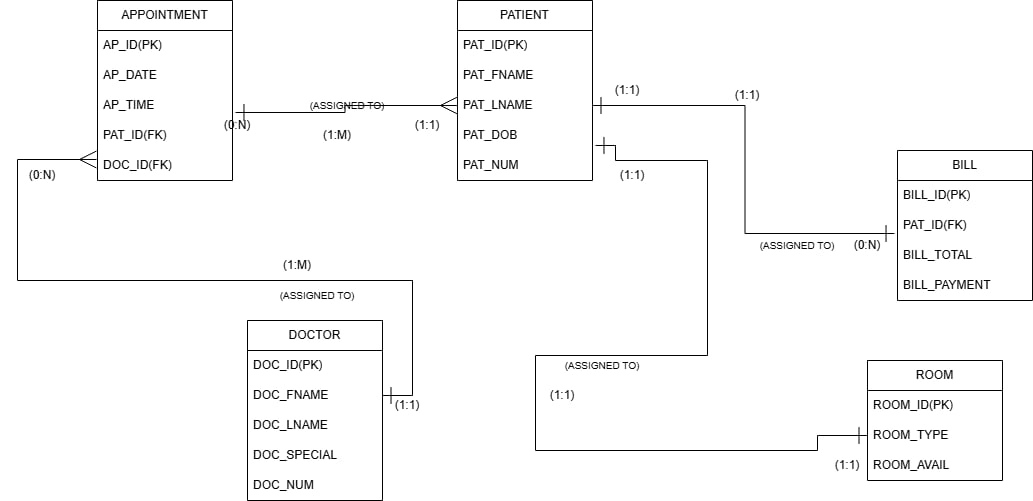 APPOINTMENT
AP_ID(PK)
AP_DATE
AP_TIME
PAT_ID(FK)
DOC_ID(FK)
PATIENT
PAT_ID(PK)
PAT_FNAME
PAT_LNAME
PAT_DOB
PAT_NUM
(ASSIGNED TO)
(0:N)
(1:M)
(1:1)
(1:1)
(1:1)
(1:1)
(0:N)
BILL
BILL_ID(PK)
PAT_ID(FK)
BILL_TOTAL
BILL_PAYMENT
(ASSIGNED TO)
(0:N)
(1:M)
(ASSIGNED TO)
DOCTOR
DOC_ID(PK)
DOC_FNAME
DOC_LNAME
DOC_SPECIAL
DOC_NUM
(1:1)
(ASSIGNED TO)
(1:1)
ROOM
ROOM_ID(PK)
ROOM_TYPE
ROOM_AVAIL
(1:1)